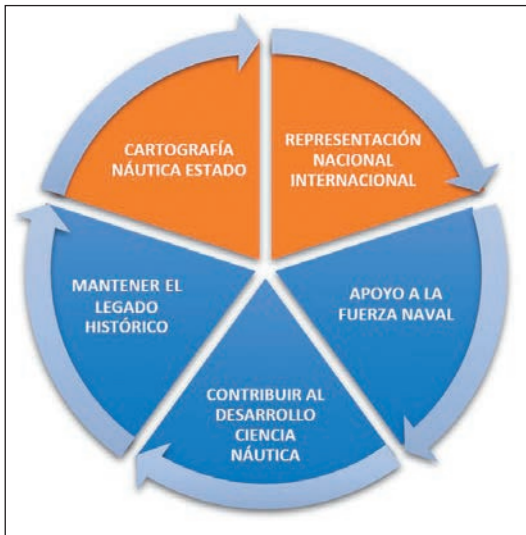 CARTOGRAFÍA
NÁUTICA ESTADO
REPRESENTACIÓN
NACIONAL
INTERNACIONAL
APOYO A LA
FUERZA NAVAL
CONTRIBUIR AL
DESARROLLO
CIENCIA
NÁUTICA
MANTENER EL
LEGADO
HISTÓRICO